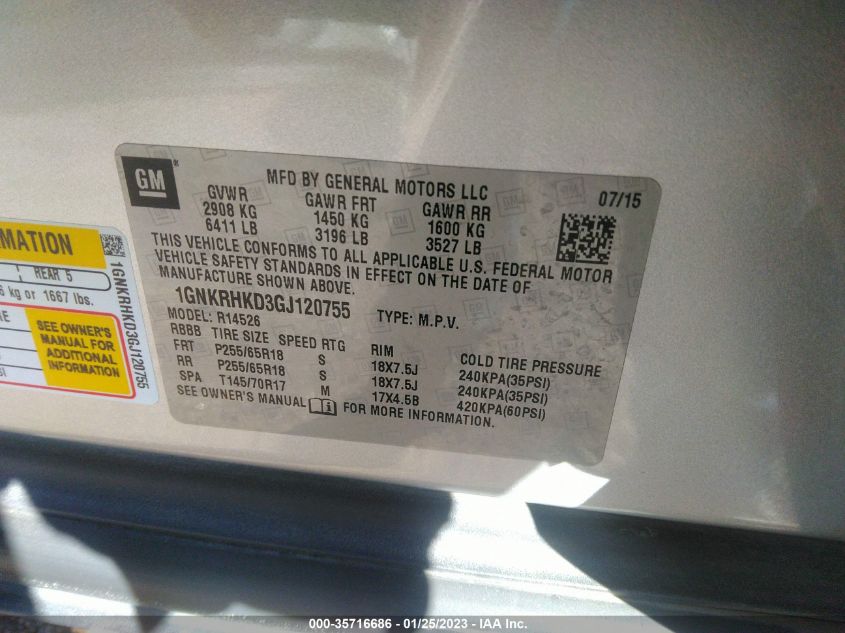 GM
MFD BY GENERAL MOTORS LLC
07/15
GVWR GAWR FRT GAWR RR
2908 KG 1450 KG 1600 KG
6411 LB 3196 LB 3527 LB
THIS VEHICLE CONFORMS TO ALL APPLICABLE U.S. FEDERAL MOTOR
VEHICLE SAFETY STANDARDS IN EFFECT ON THE DATE OF
MANUFACTURE SHOWN ABOVE.
1GNKRHKD3GJ120755 TYPE: M.P.V.
MODEL: R14526
RBBB TIRE SIZE SPEED RTG RIM COLD TIRE PRESSURE
FRT P255/65R18 S 18X7.5J 240KPA(35PSI)
RR P255/65R18 S 18X7.5J 240KPA(35PSI)
SPA T145/70R17 M 17X4.5B 420KPA(60PSI)
SEE OWNER'S MANUAL FOR MORE INFORMATION.
MATION
REAR 5
kg or 1667 lbs.
SEE OWNER'S
MANUAL FOR
ADDITIONAL
INFORMATION
1GNKRHKD3GJ120755
000-35716686 - 01/25/2023 - IAA Inc.